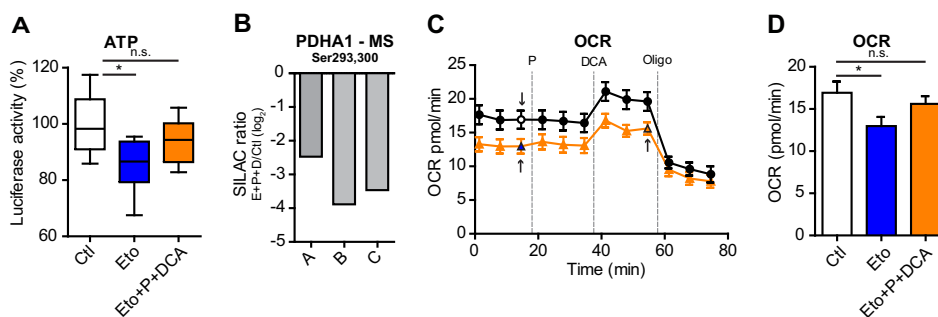 A
ATP
n.s.
*
Luciferase activity (%)
120
100
80
60
Ctl
Eto
Eto+P+DCA
B
PDHA1 - MS
Ser293,300
SILAC ratio
E+P+D/Ctl (log2)
0
-1
-2
-3
-4
-5
A
B
C
C
OCR
P
DCA
Oligo
OCR pmol/min
25
20
15
10
5
0
0
20
40
60
80
Time (min)
D
OCR
n.s.
*
OCR (pmol/min)
20
15
10
5
0
Ctl
Eto
Eto+P+DCA